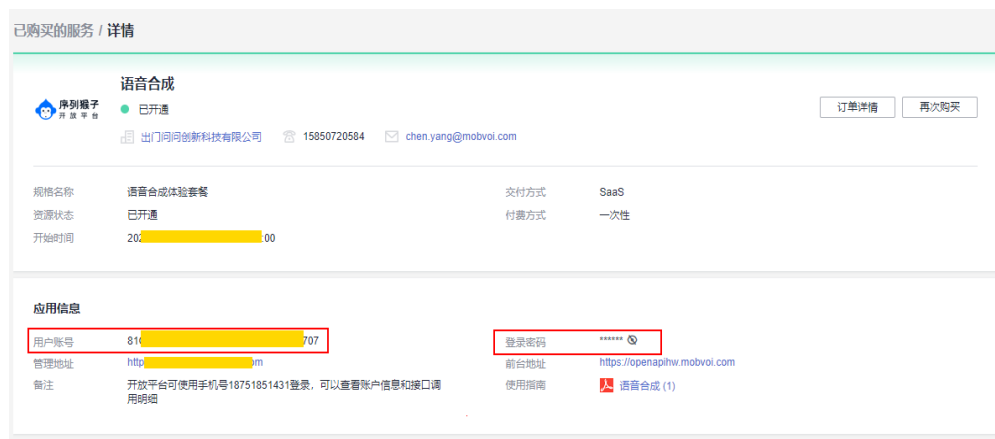 已购买的服务 / 详情
语音合成
序列猴子
开放平台
已开通
订单详情
再次购买
出门问问创新科技有限公司 15850720584 chen.yang@mobvoi.com
规格名称 语音合成体验套餐 交付方式 SaaS
资源状态 已开通 付费方式 一次性
开始时间 202 :00
应用信息
用户账号 810 707 登录密码 ******
管理地址 http m 前台地址 https://openapihw.mobvoi.com
备注 开放平台可使用手机号18751851431登录，可以查看账户信息和接口调 使用指南 语音合成 (1)
用明细